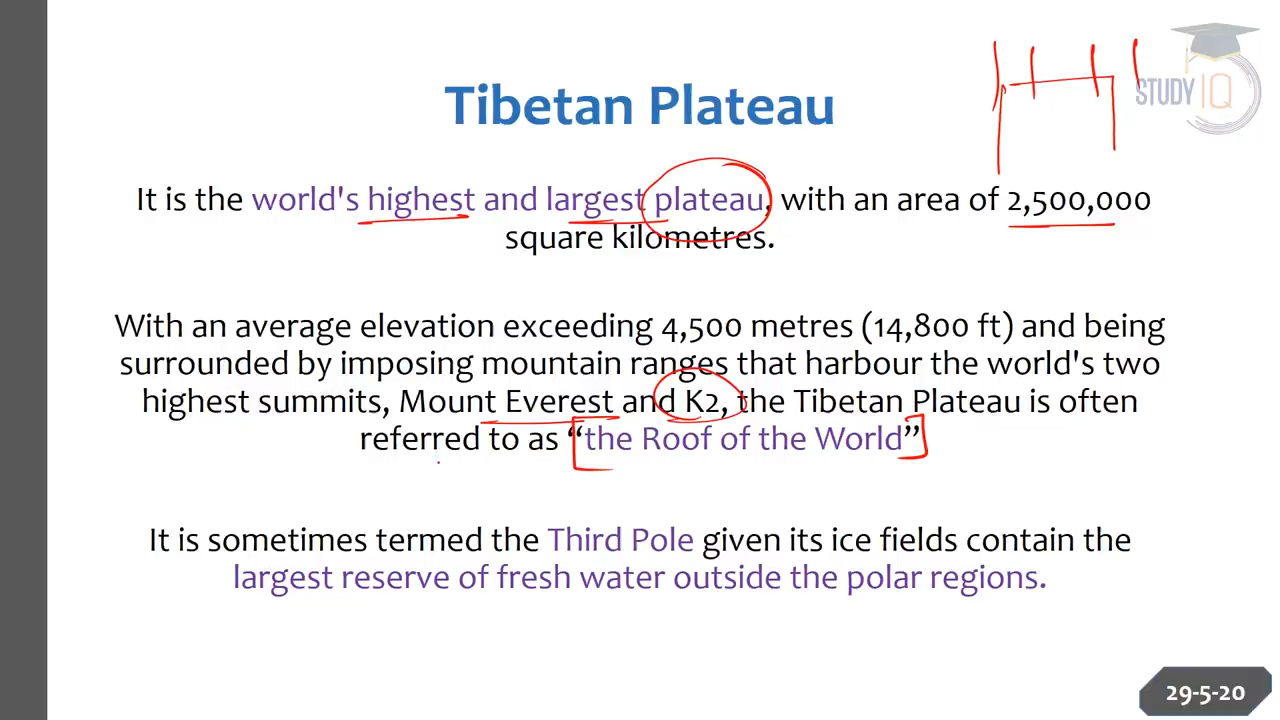 STUDY IQ
Tibetan Plateau
It is the world's highest and largest plateau, with an area of 2,500,000
square kilometres.
With an average elevation exceeding 4,500 metres (14,800 ft) and being
surrounded by imposing mountain ranges that harbour the world's two
highest summits, Mount Everest and K2, the Tibetan Plateau is often
referred to as “the Roof of the World”
It is sometimes termed the Third Pole given its ice fields contain the
largest reserve of fresh water outside the polar regions.
29-5-20